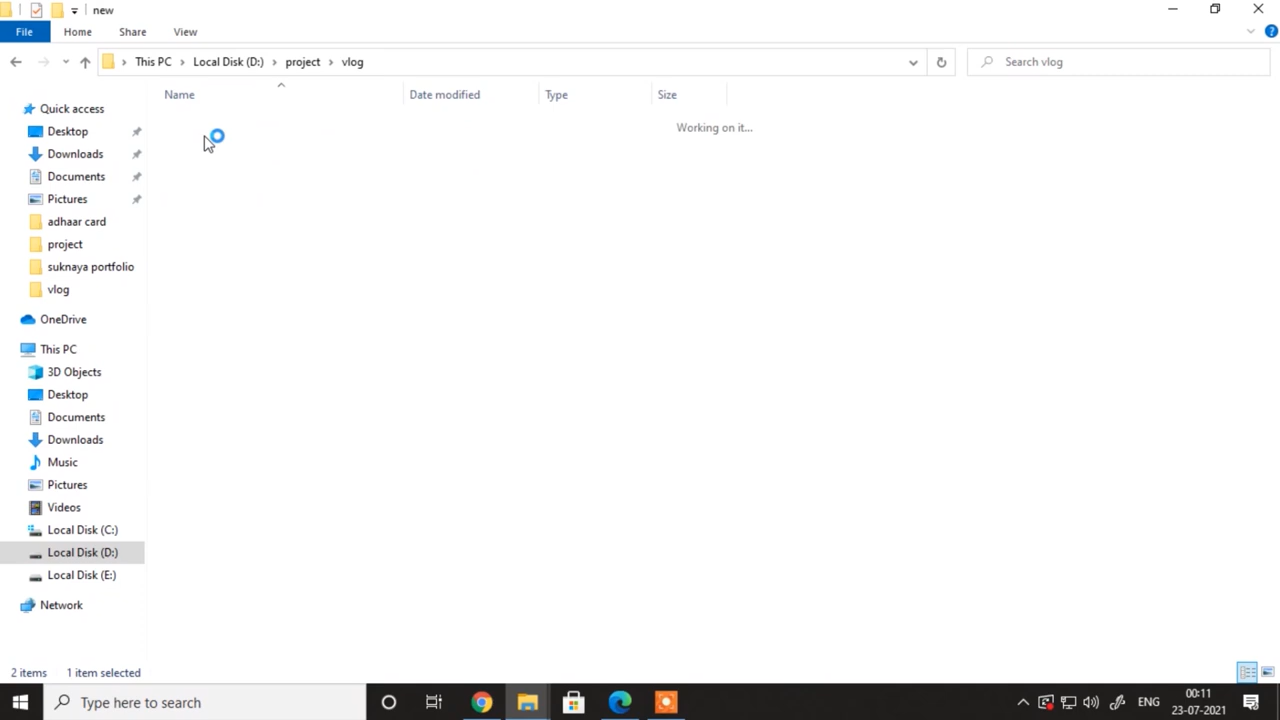 new
File Home Share View
This PC Local Disk (D:) project vlog Search vlog
Name Date modified Type Size
Working on it...
Quick access
Desktop
Downloads
Documents
Pictures
adhaar card
project
suknaya portfolio
vlog
OneDrive
This PC
3D Objects
Desktop
Documents
Downloads
Music
Pictures
Videos
Local Disk (C:)
Local Disk (D:)
Local Disk (E:)
Network
2 items 1 item selected
Type here to search ENG 00:11
23-07-2021